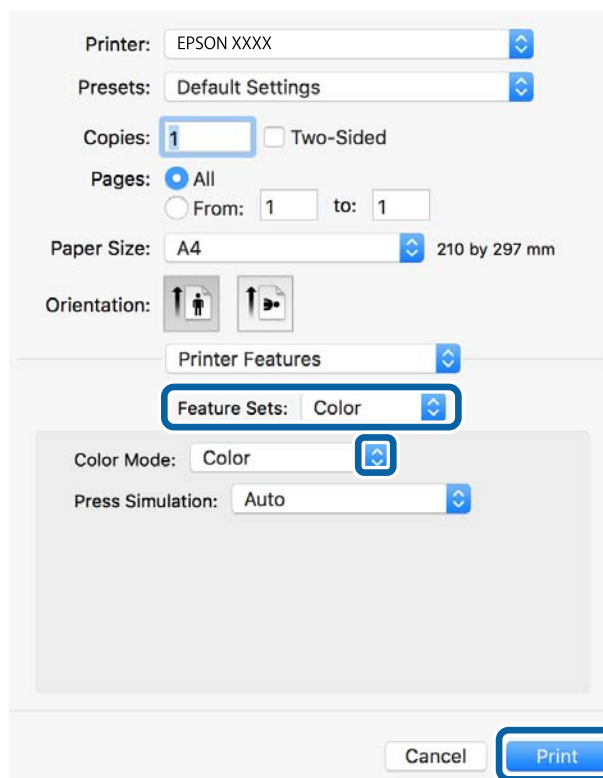 Printer: EPSON XXXX
Presets: Default Settings
Copies: 1 Two-Sided
Pages: All
From: 1 to: 1
Paper Size: A4 210 by 297 mm
Orientation:
Printer Features
Feature Sets: Color
Color Mode: Color
Press Simulation: Auto
Cancel Print